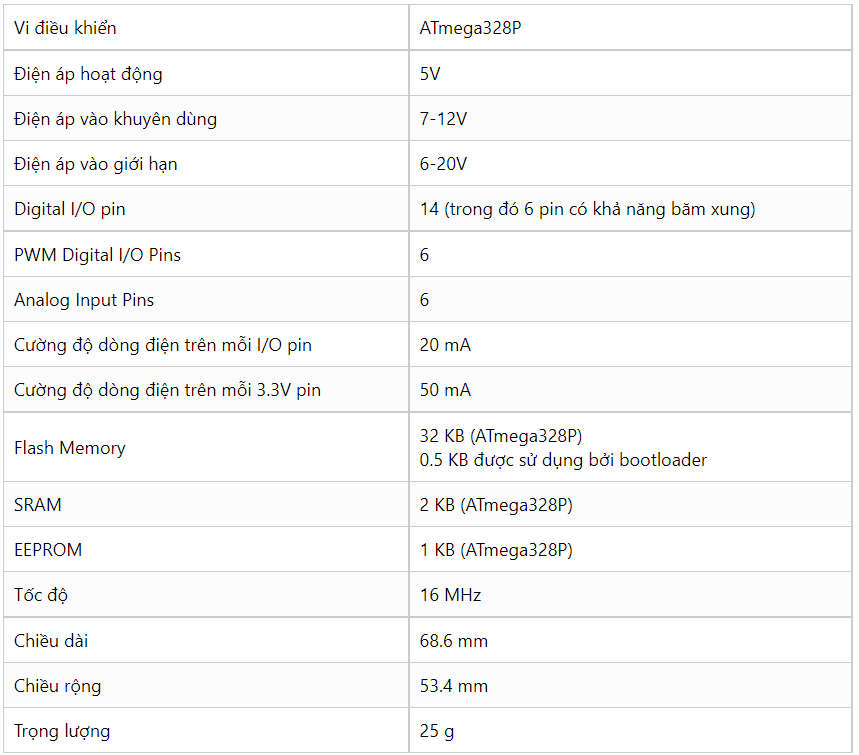 Vi điều khiển ATmega328P
Điện áp hoạt động 5V
Điện áp vào khuyên dùng 7-12V
Điện áp vào giới hạn 6-20V
Digital I/O pin 14 (trong đó 6 pin có khả năng băm xung)
PWM Digital I/O Pins 6
Analog Input Pins 6
Cường độ dòng điện trên mỗi I/O pin 20 mA
Cường độ dòng điện trên mỗi 3.3V pin 50 mA
Flash Memory 32 KB (ATmega328P)
0.5 KB được sử dụng bởi bootloader
SRAM 2 KB (ATmega328P)
EEPROM 1 KB (ATmega328P)
Tốc độ 16 MHz
Chiều dài 68.6 mm
Chiều rộng 53.4 mm
Trọng lượng 25 g